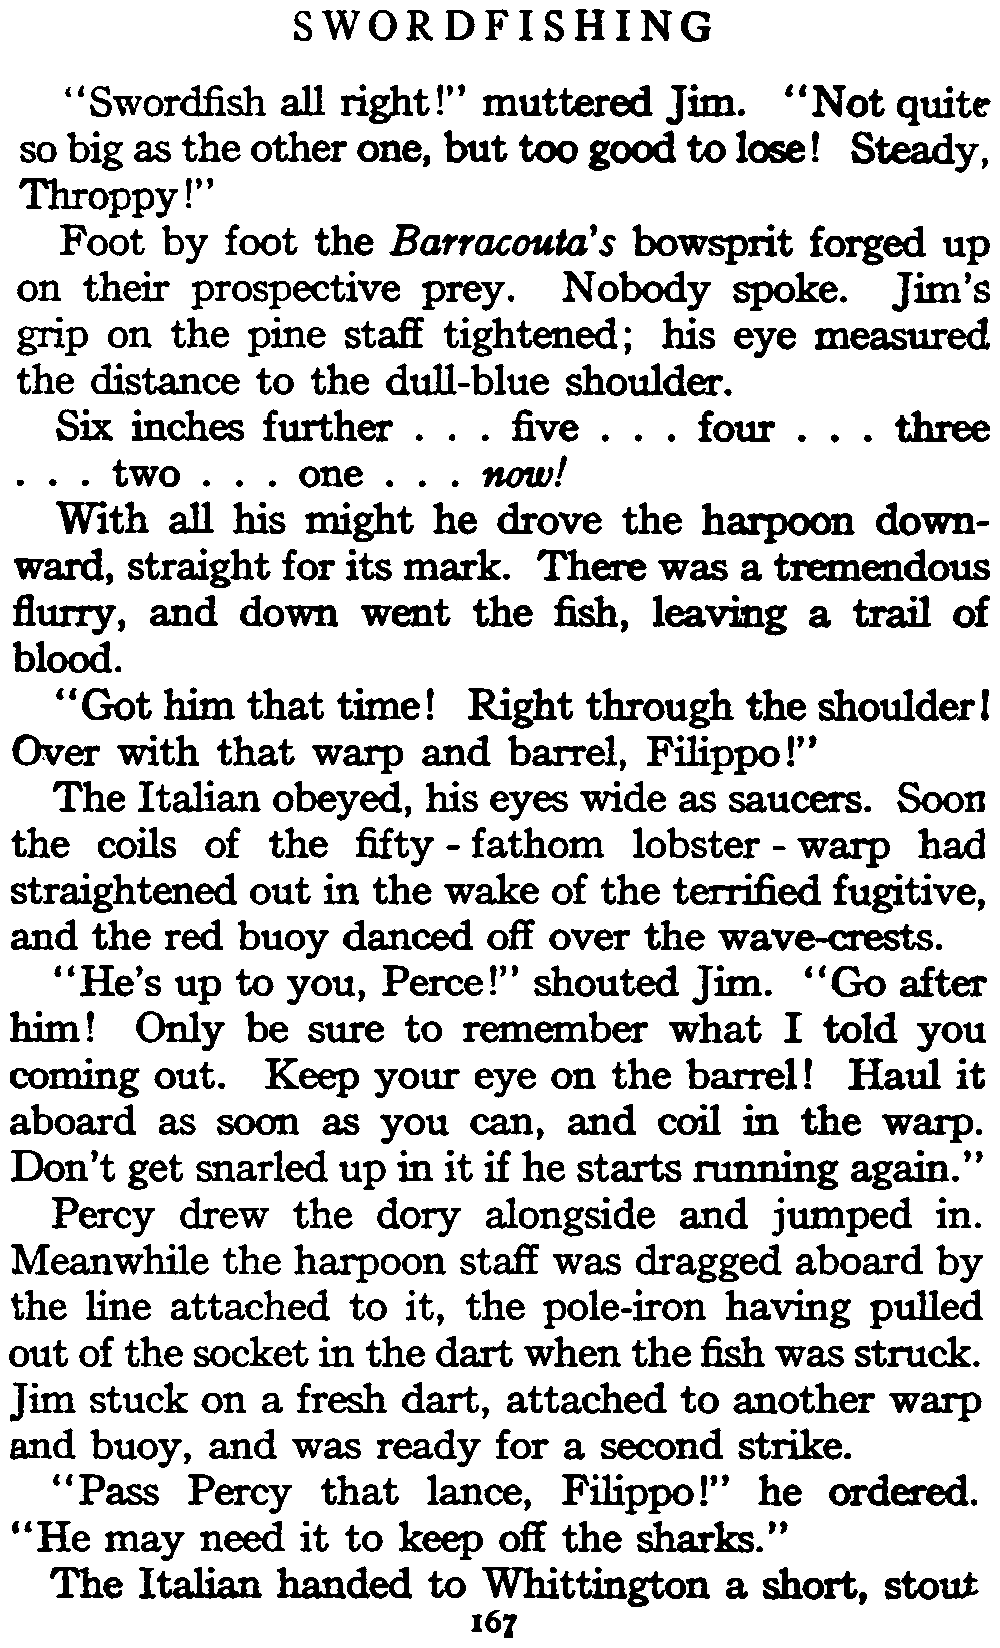 SWORDFISHING
"Swordfish all right!" muttered Jim. "Not quite
so big as the other one, but too good to lose! Steady,
Throppy!"
Foot by foot the Barracouta's bowsprit forged up
on their prospective prey. Nobody spoke. Jim's
grip on the pine staff tightened; his eye measured
the distance to the dull-blue shoulder.
Six inches further . . . five . . . four . . . three
. . . two . . . one . . . now!
With all his might he drove the harpoon down-
ward, straight for its mark. There was a tremendous
flurry, and down went the fish, leaving a trail of
blood.
"Got him that time! Right through the shoulder!
Over with that warp and barrel, Filippo!"
The Italian obeyed, his eyes wide as saucers. Soon
the coils of the fifty - fathom lobster - warp had
straightened out in the wake of the terrified fugitive,
and the red buoy danced off over the wave-crests.
"He's up to you, Perce!" shouted Jim. "Go after
him! Only be sure to remember what I told you
coming out. Keep your eye on the barrel! Haul it
aboard as soon as you can, and coil in the warp.
Don't get snarled up in it if he starts running again."
Percy drew the dory alongside and jumped in.
Meanwhile the harpoon staff was dragged aboard by
the line attached to it, the pole-iron having pulled
out of the socket in the dart when the fish was struck.
Jim stuck on a fresh dart, attached to another warp
and buoy, and was ready for a second strike.
"Pass Percy that lance, Filippo!" he ordered.
"He may need it to keep off the sharks."
The Italian handed to Whittington a short, stout
167